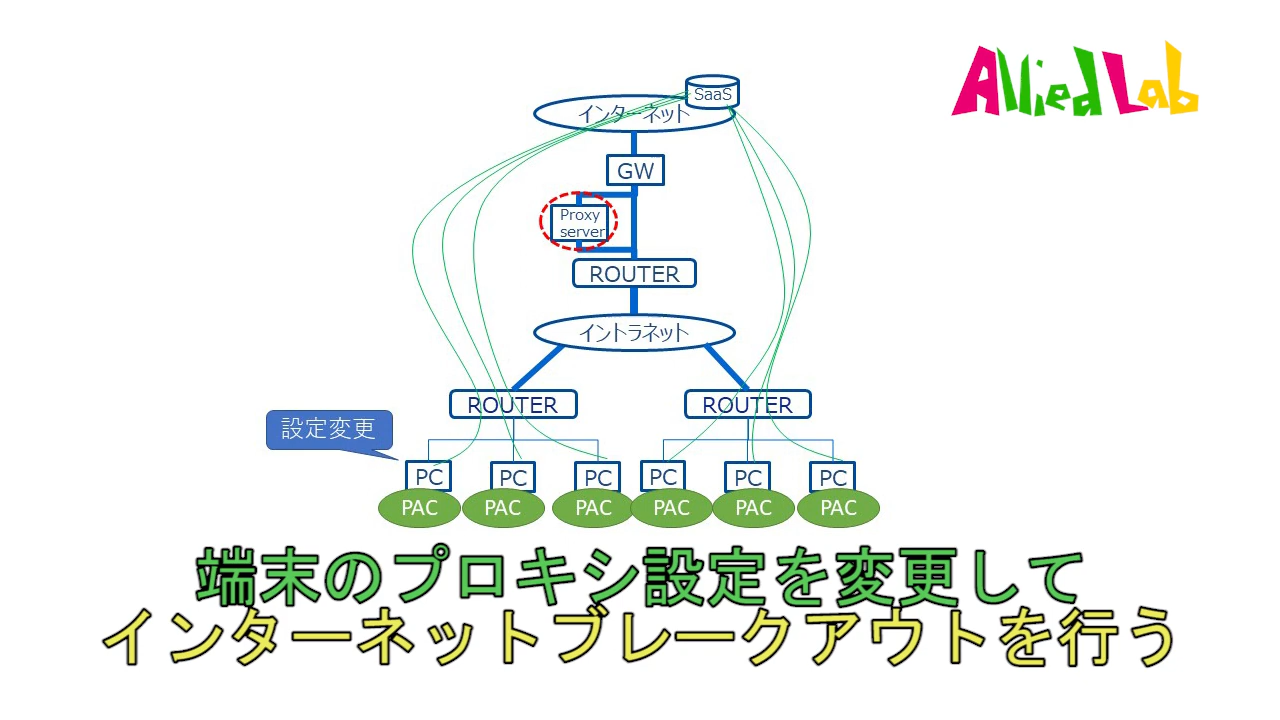 Allied Lab
SaaS
インターネット
GW
Proxy
server
ROUTER
イントラネット
ROUTER
ROUTER
設定変更
PC
PC
PC
PC
PC
PC
PAC
PAC
PAC
PAC
PAC
PAC
端末のプロキシ設定を変更して
インターネットブレークアウトを行う